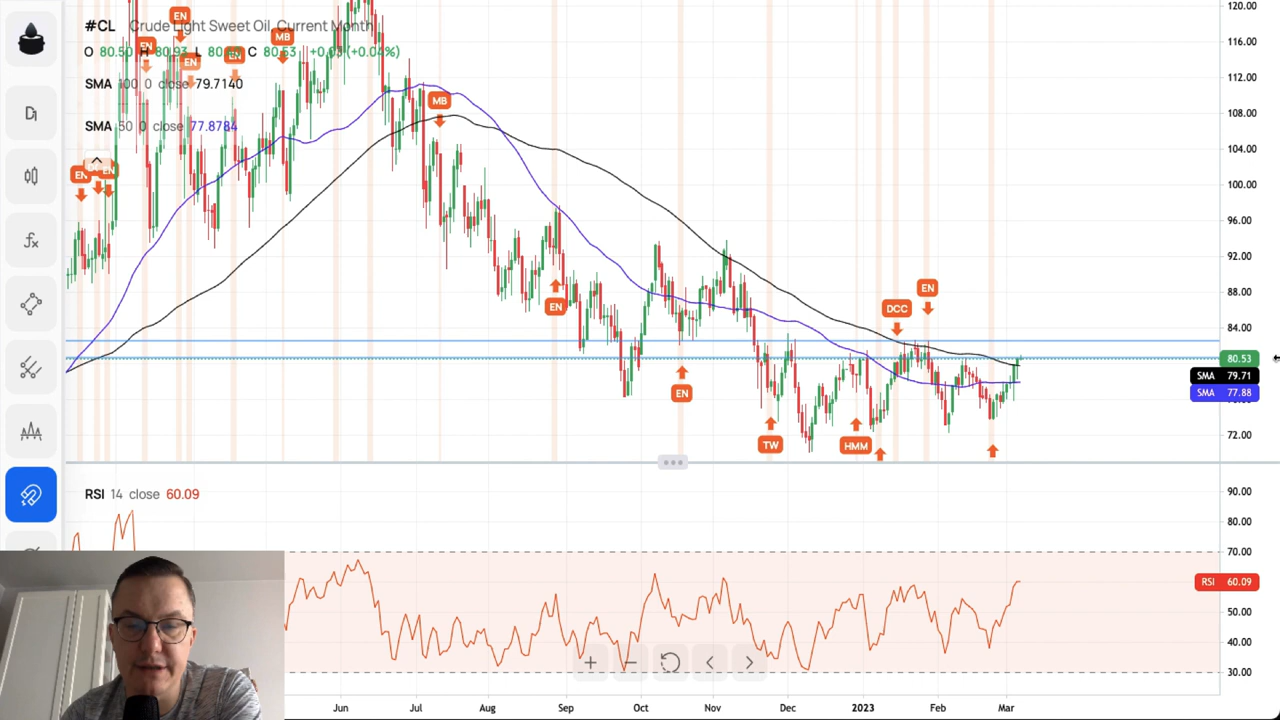 #CL Crude Light Sweet Oil, Current Month
O 80.50 H 80.93 L C 80.53 (+0.04%)
SMA 100 0 close 79.7140
SMA 50 0 close 77.8784
EN
EN
EN
EN
MB
EN
EN
MB
EN
EN
TW
HMM
DCC
EN
120.00
116.00
112.00
108.00
104.00
100.00
96.00
92.00
88.00
84.00
80.53
SMA 79.71
SMA 77.88
72.00
RSI 14 close 60.09
90.00
80.00
70.00
RSI 60.09
50.00
40.00
30.00
Jun Jul Aug Sep Oct Nov Dec 2023 Feb Mar